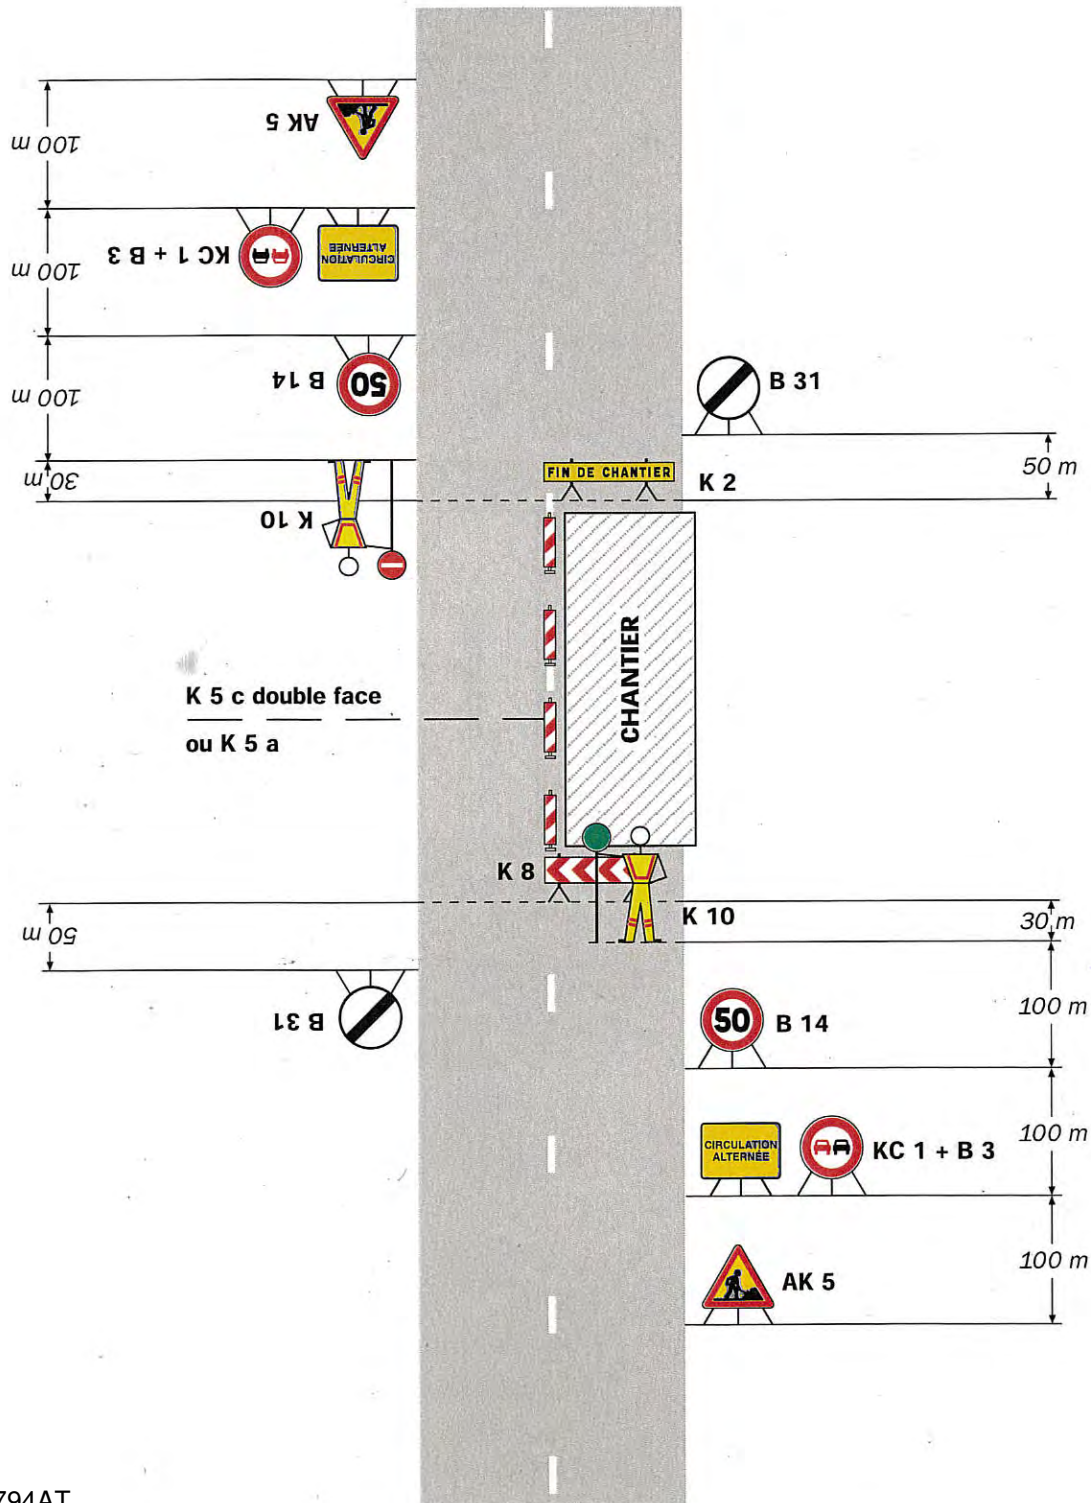 AK 5
100 m
KC 1 + B 3
CIRCULATION
ALTERNÉE
100 m
B 14
50
100 m
B 31
50 m
30 m
K 10
FIN DE CHANTIER
K 2
CHANTIER
K 5 c double face
ou K 5 a
K 8
K 10
30 m
50 m
B 31
50
B 14
100 m
CIRCULATION
ALTERNÉE
KC 1 + B 3
100 m
AK 5
100 m
794AT